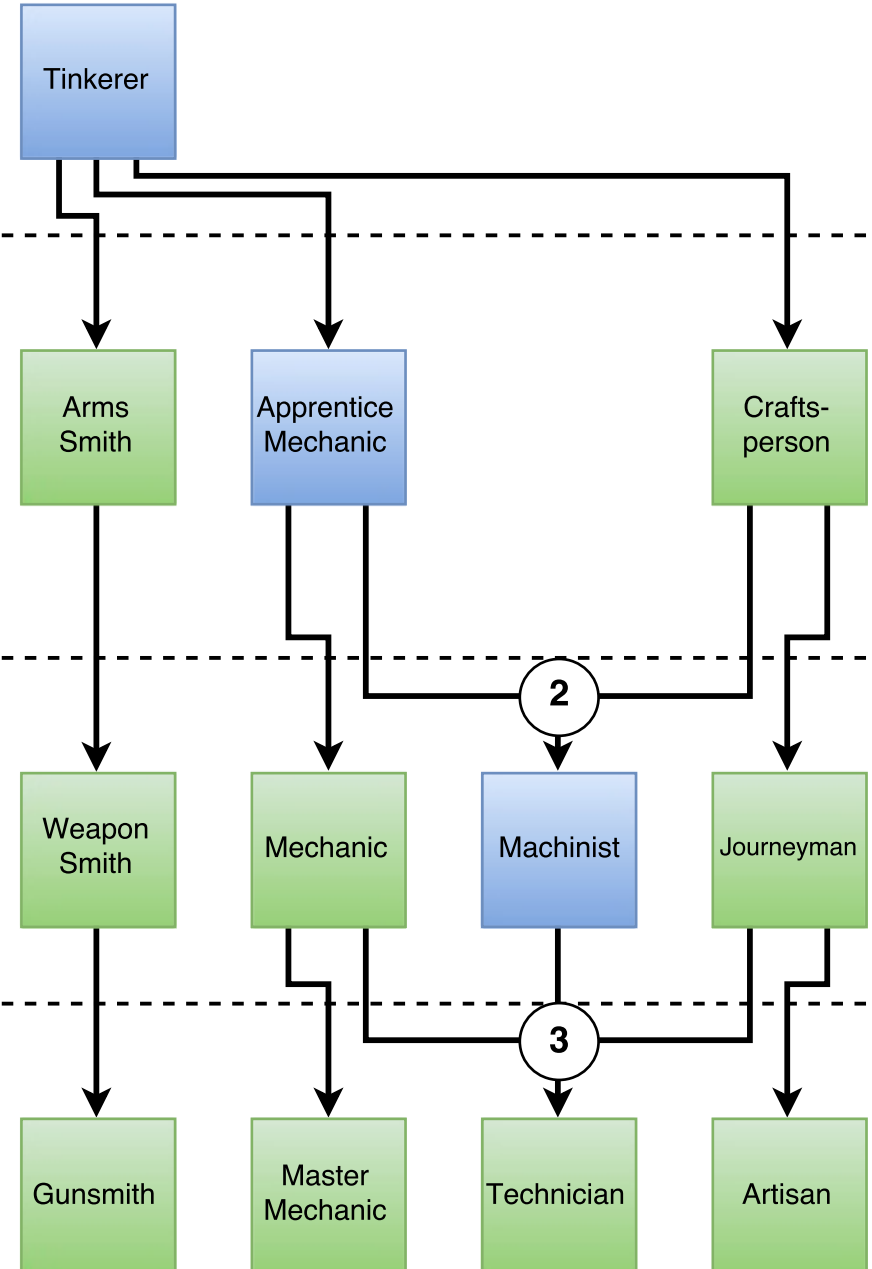 Tinkerer
Arms
Smith
Apprentice
Mechanic
Crafts-
person
2
Weapon
Smith
Mechanic
Machinist
Journeyman
3
Gunsmith
Master
Mechanic
Technician
Artisan